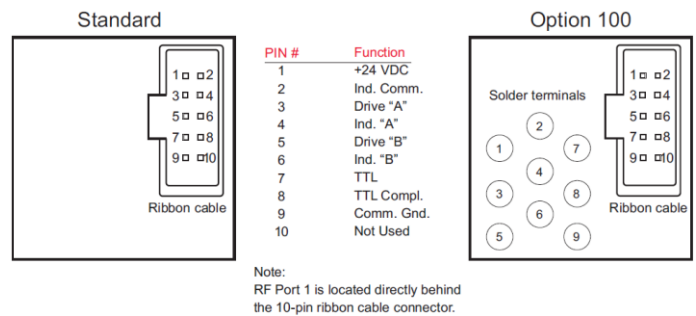 Standard
1 2
3 4
5 6
7 8
9 10
Ribbon cable
PIN # Function
1 +24 VDC
2 Ind. Comm.
3 Drive “A”
4 Ind. “A”
5 Drive “B”
6 Ind. “B”
7 TTL
8 TTL Compl.
9 Comm. Gnd.
10 Not Used
Note:
RF Port 1 is located directly behind
the 10-pin ribbon cable connector.
Option 100
Solder terminals
2
1 7
4
3 8
6
5 9
1 2
3 4
5 6
7 8
9 10
Ribbon cable